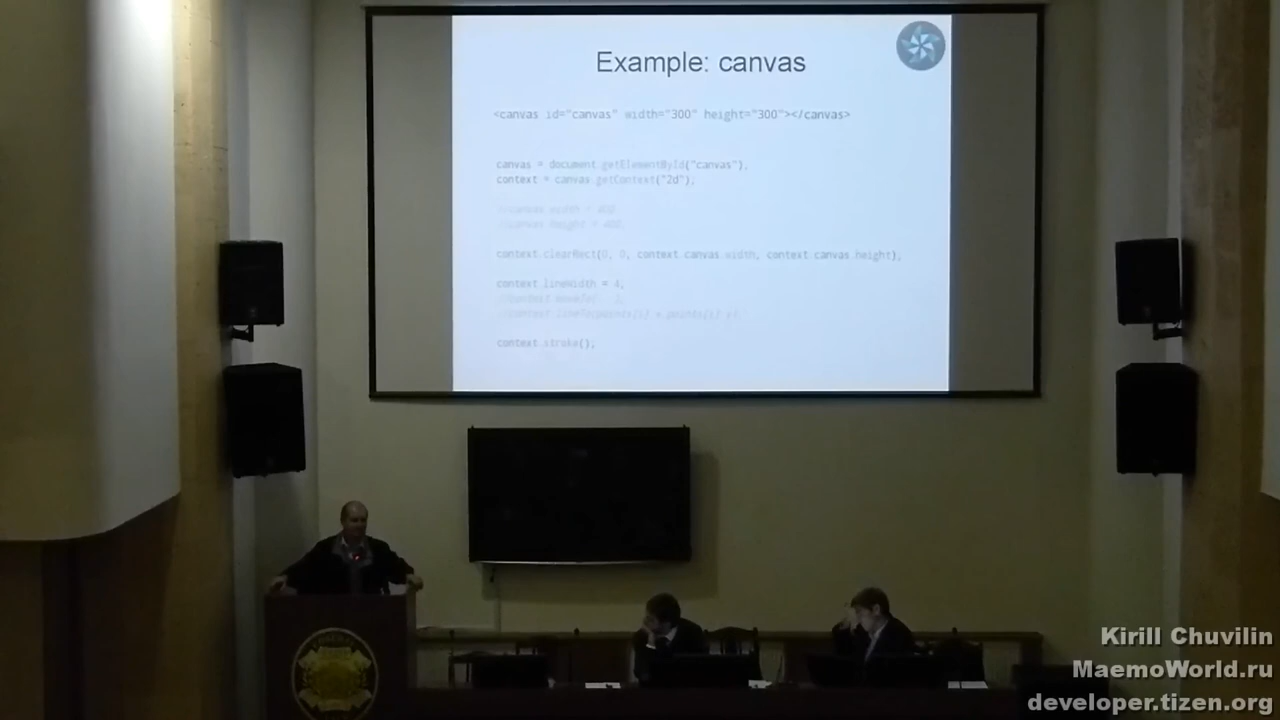 Example: canvas
<canvas id="canvas" width="300" height="300"></canvas>
canvas = document.getElementById("canvas");
context = canvas.getContext("2d");
context.clearRect(0, 0, context.canvas.width, context.canvas.height);
context.lineWidth = 4;
context.stroke();
Kirill Chuvilin
MaemoWorld.ru
developer.tizen.org